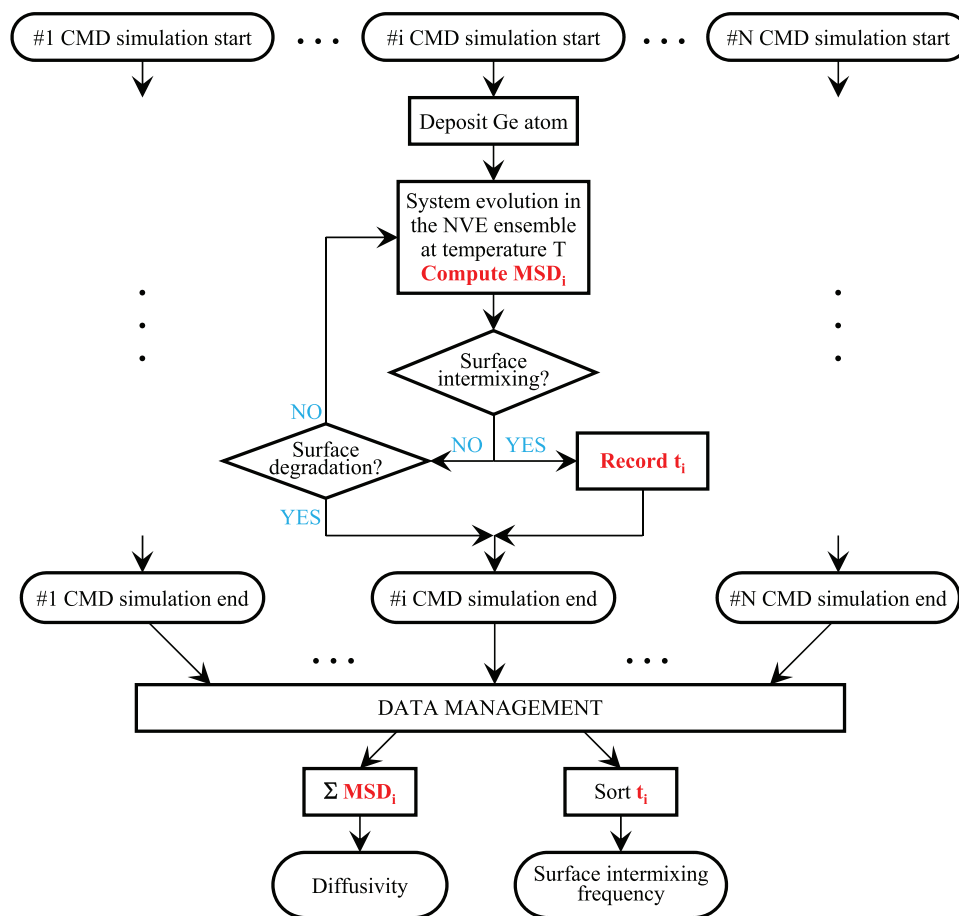 #1 CMD simulation start
. . .
#i CMD simulation start
. . .
#N CMD simulation start
Deposit Ge atom
System evolution in
the NVE ensemble
at temperature T
Compute MSDᵢ
Surface
intermixing?
NO
NO
YES
Surface
degradation?
Record tᵢ
YES
#1 CMD simulation end
#i CMD simulation end
#N CMD simulation end
. . .
. . .
DATA MANAGEMENT
Σ MSDᵢ
Sort tᵢ
Diffusivity
Surface intermixing
frequency